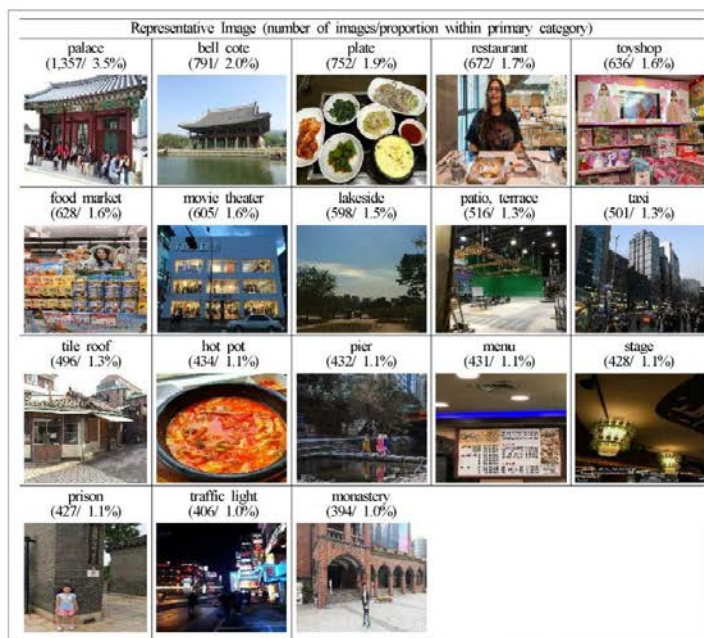 Representative Image (number of images/proportion within primary category)
palace
(1,357/ 3.5%)
bell cote
(791/ 2.0%)
plate
(752/ 1.9%)
restaurant
(672/ 1.7%)
toyshop
(636/ 1.6%)
food market
(628/ 1.6%)
movie theater
(605/ 1.6%)
lakeside
(598/ 1.5%)
patio, terrace
(516/ 1.3%)
taxi
(501/ 1.3%)
tile roof
(496/ 1.3%)
hot pot
(434/ 1.1%)
pier
(432/ 1.1%)
menu
(431/ 1.1%)
stage
(428/ 1.1%)
prison
(427/ 1.1%)
traffic light
(406/ 1.0%)
monastery
(394/ 1.0%)